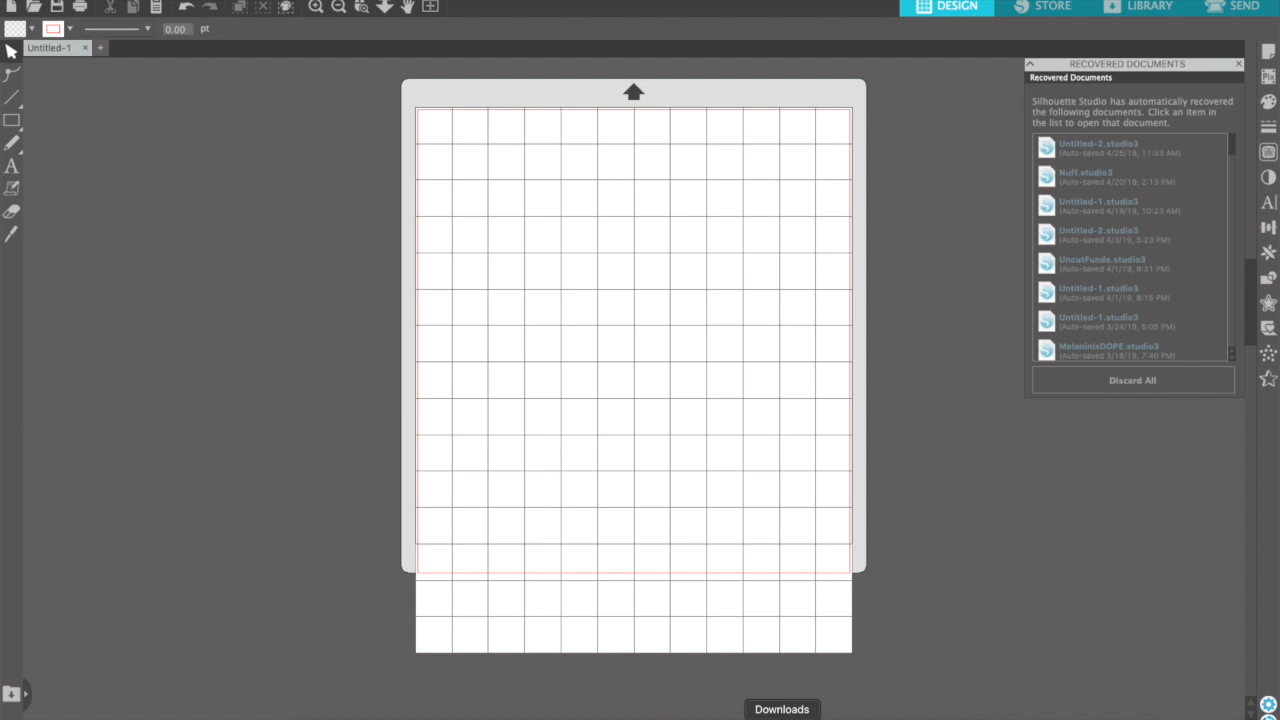 DESIGN STORE LIBRARY SEND
0.00 pt
Untitled-1 × +
RECOVERED DOCUMENTS
Recovered Documents
Silhouette Studio has automatically recovered
the following documents. Click an item in
the list to open that document.
Untitled-2.studio3
(Auto-saved 4/25/19, 11:33 AM)
Nuff.studio3
(Auto-saved 4/20/19, 2:13 PM)
Untitled-1.studio3
(Auto-saved 4/19/19, 10:23 AM)
Untitled-2.studio3
(Auto-saved 4/3/19, 5:23 PM)
UncutFunds.studio3
(Auto-saved 4/1/19, 8:31 PM)
Untitled-1.studio3
(Auto-saved 4/1/19, 8:15 PM)
Untitled-1.studio3
(Auto-saved 3/24/19, 5:05 PM)
MelaninIsDOPE.studio3
(Auto-saved 3/18/19, 7:40 PM)
Discard All
Downloads